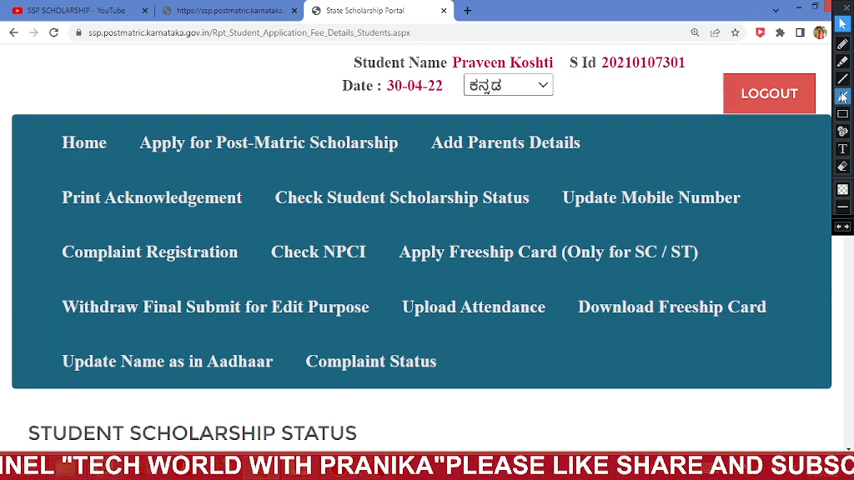 SSP SCHOLARSHIP - YouTube https://ssp.postmatric.karnataka State Scholarship Portal
ssp.postmatric.karnataka.gov.in/Rpt_Student_Application_Fee_Details_Students.aspx
Student Name Praveen Koshti S Id 20210107301
Date : 30-04-22 ಕನ್ನಡ
LOGOUT
Home Apply for Post-Matric Scholarship Add Parents Details
Print Acknowledgement Check Student Scholarship Status Update Mobile Number
Complaint Registration Check NPCI Apply Freeship Card (Only for SC / ST)
Withdraw Final Submit for Edit Purpose Upload Attendance Download Freeship Card
Update Name as in Aadhaar Complaint Status
STUDENT SCHOLARSHIP STATUS
NNEL "TECH WORLD WITH PRANIKA"PLEASE LIKE SHARE AND SUBSC